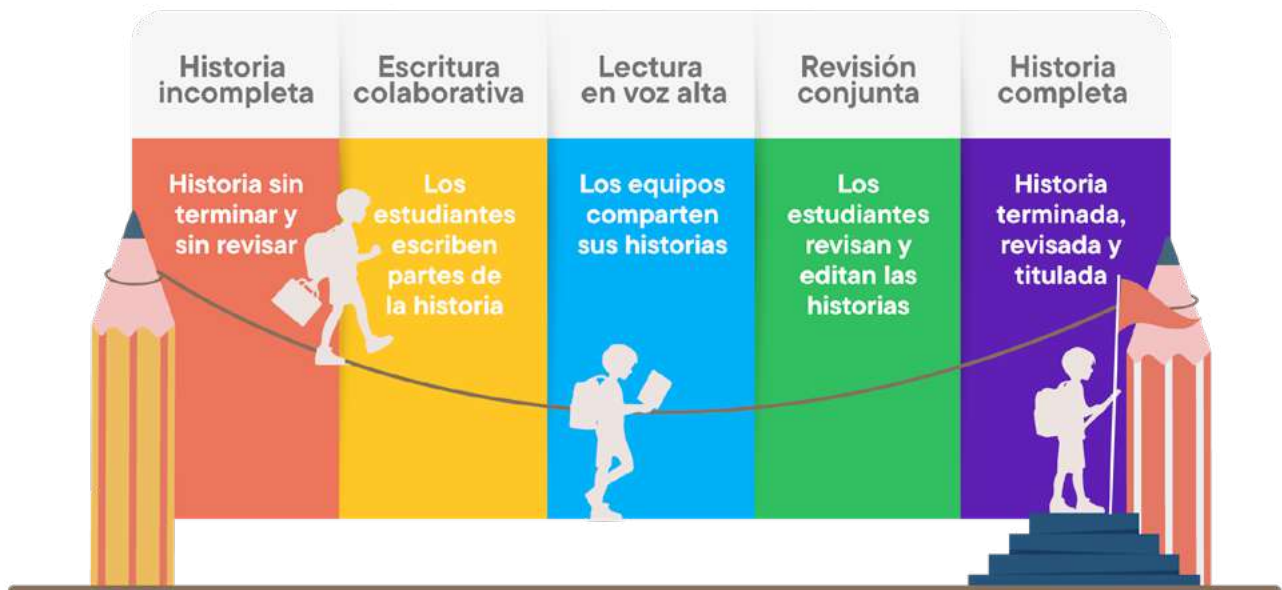 Historia
incompleta
Escritura
colaborativa
Lectura
en voz alta
Revisión
conjunta
Historia
completa
Historia sin
terminar y
sin revisar
Los
estudiantes
escriben
partes de
la historia
Los equipos
comparten
sus historias
Los
estudiantes
revisan y
editan las
historias
Historia
terminada,
revisada y
titulada